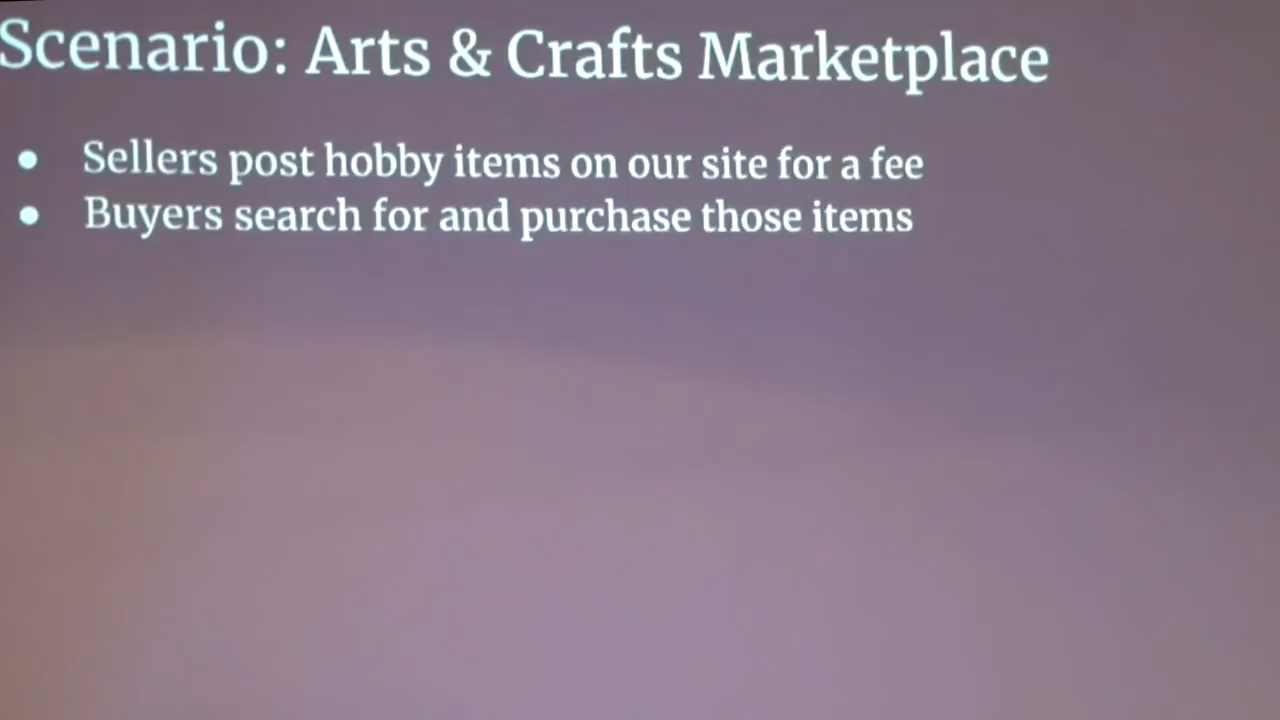 Scenario: Arts & Crafts Marketplace
● Sellers post hobby items on our site for a fee
● Buyers search for and purchase those items